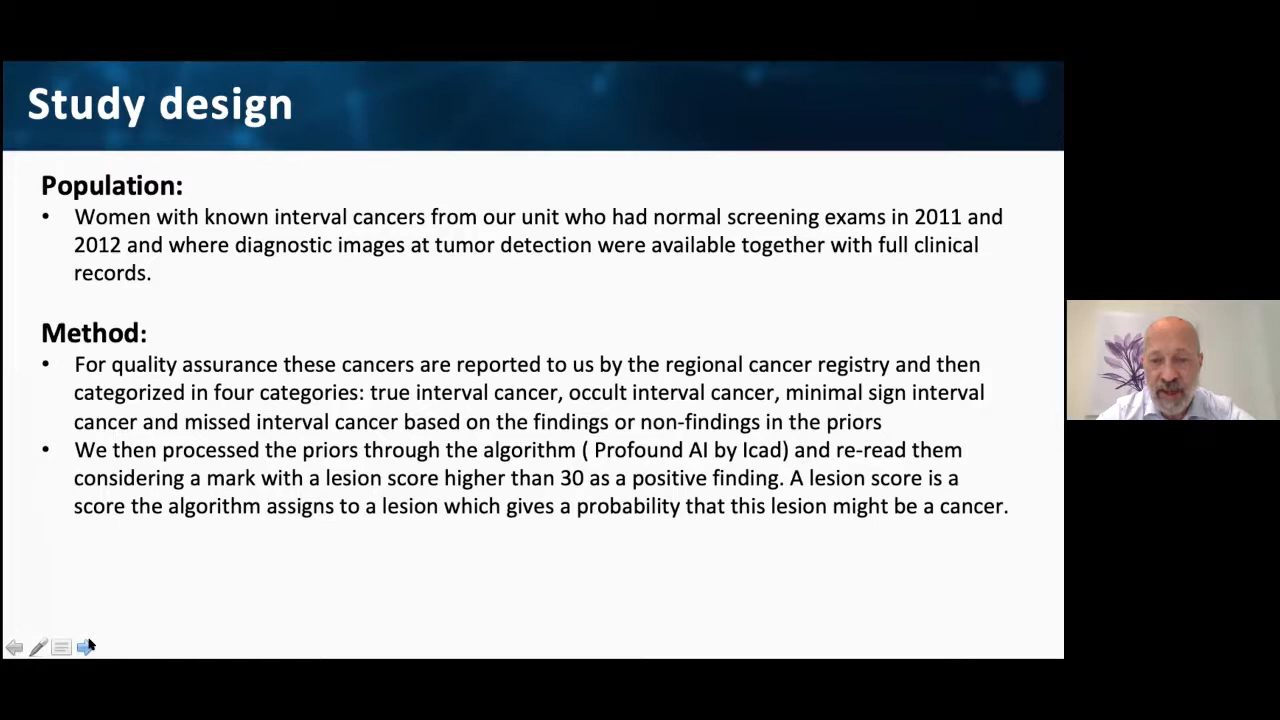 Study design
Population:
• Women with known interval cancers from our unit who had normal screening exams in 2011 and
2012 and where diagnostic images at tumor detection were available together with full clinical
records.
Method:
• For quality assurance these cancers are reported to us by the regional cancer registry and then
categorized in four categories: true interval cancer, occult interval cancer, minimal sign interval
cancer and missed interval cancer based on the findings or non-findings in the priors
• We then processed the priors through the algorithm ( Profound AI by Icad) and re-read them
considering a mark with a lesion score higher than 30 as a positive finding. A lesion score is a
score the algorithm assigns to a lesion which gives a probability that this lesion might be a cancer.